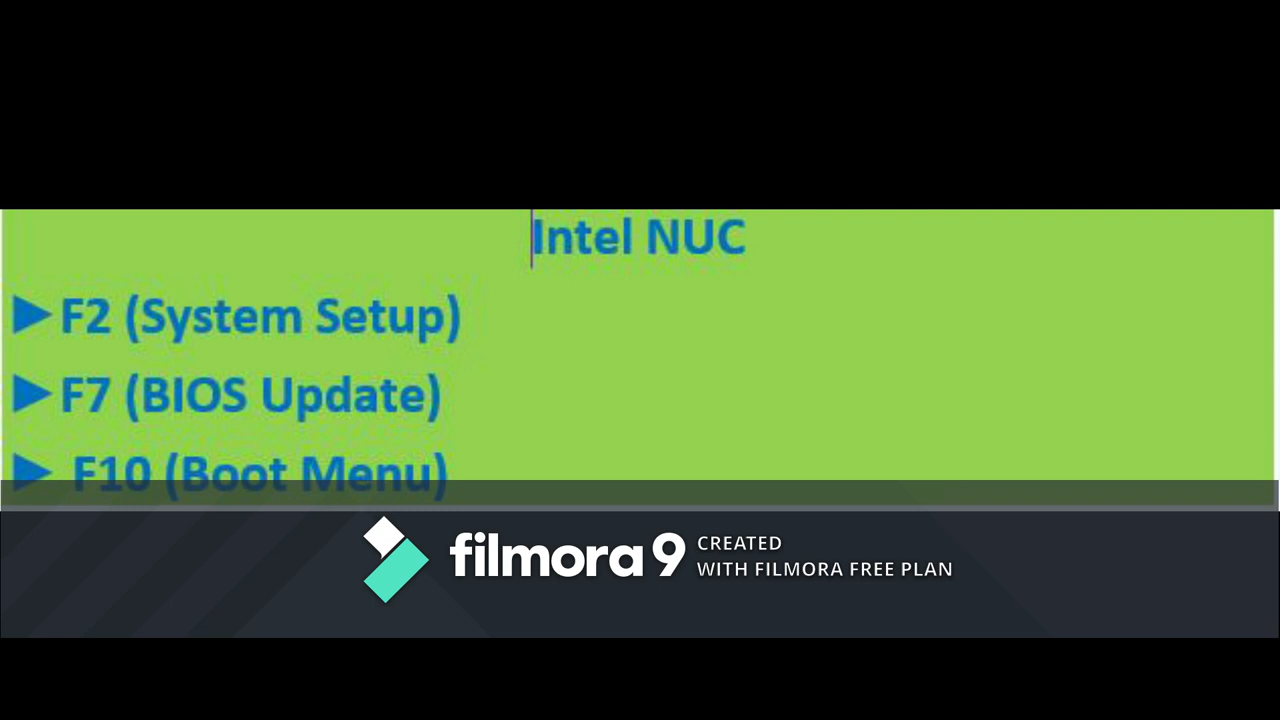 Intel NUC
►F2 (System Setup)
►F7 (BIOS Update)
► F10 (Boot Menu)
filmora9 CREATED
WITH FILMORA FREE PLAN